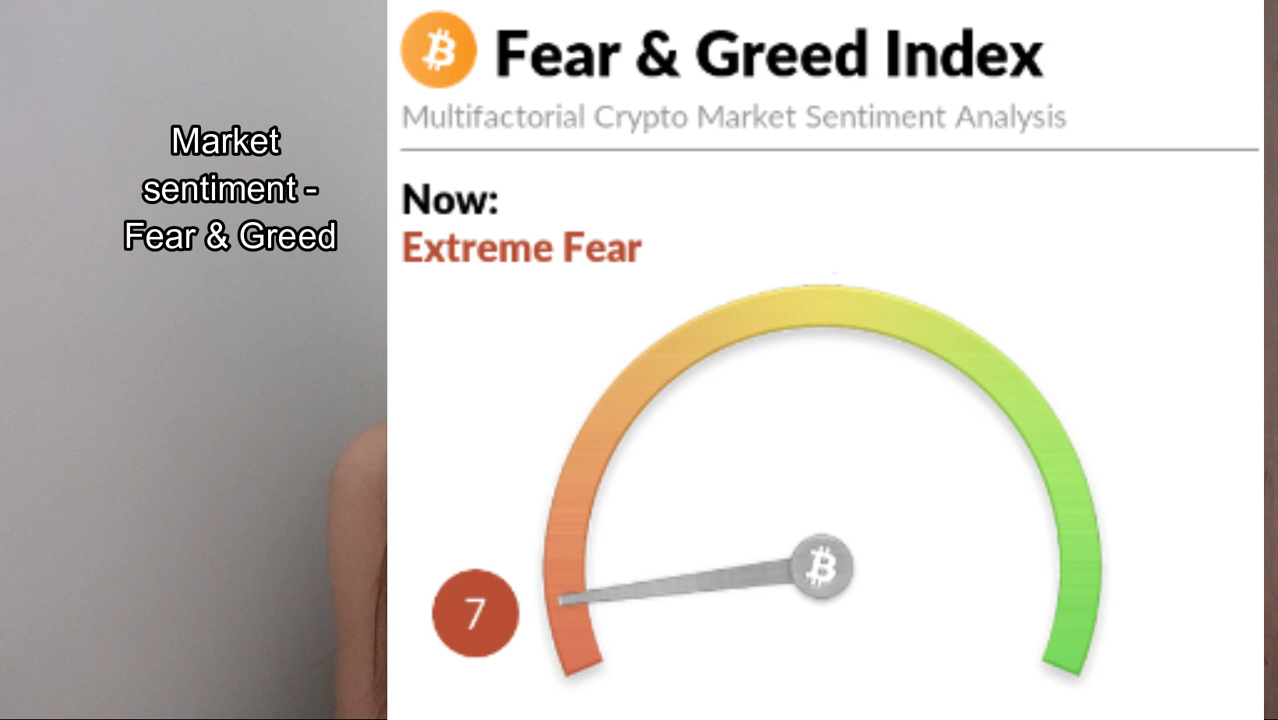 Market
sentiment -
Fear & Greed
Fear & Greed Index
Multifactorial Crypto Market Sentiment Analysis
Now:
Extreme Fear
7